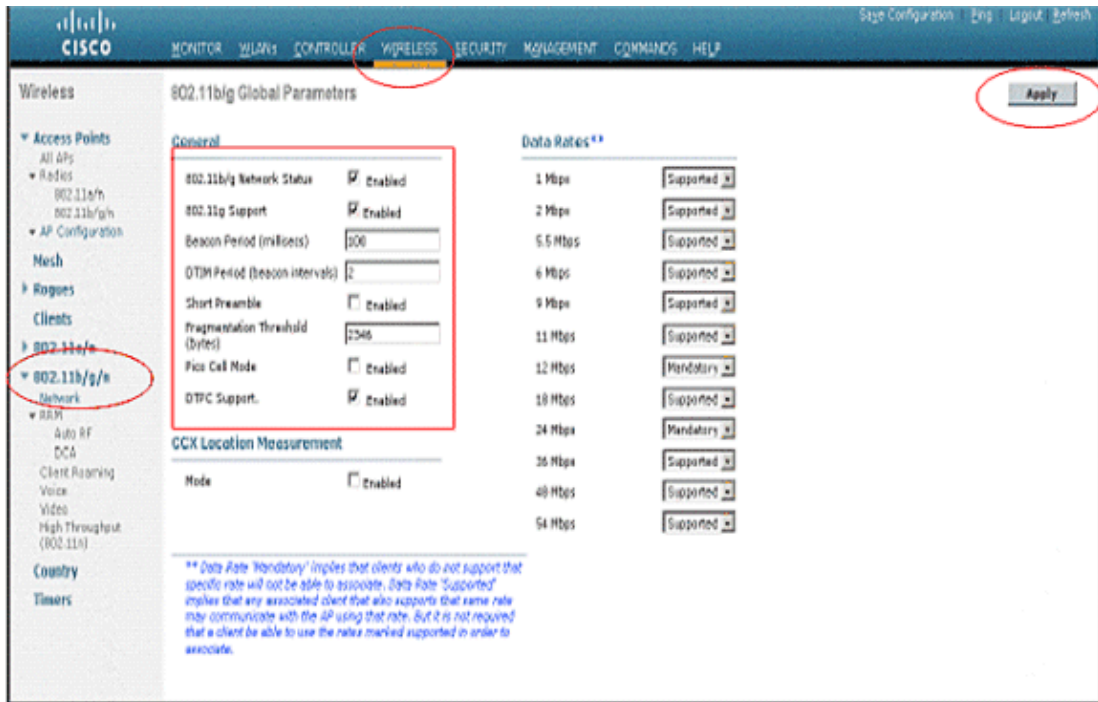 Save Configuration Ping Logout Refresh
CISCO
MONITOR WLANs CONTROLLER WIRELESS SECURITY MANAGEMENT COMMANDS HELP
Wireless
802.11b/g Global Parameters
Apply
Access Points
All APs
Radios
802.11a/n
802.11b/g/n
AP Configuration
Mesh
Rogues
Clients
802.11a/n
802.11b/g/n
Network
RRM
Auto RF
DCA
Client Roaming
Voice
Video
High Throughput
(802.11n)
Country
Timers
General
802.11b/g Network Status Enabled
802.11g Support Enabled
Beacon Period (millisecs) 100
DTIM Period (beacon intervals) 2
Short Preamble Enabled
Fragmentation Threshold
(bytes) 2346
Pico Cell Mode Enabled
DTPC Support. Enabled
CCX Location Measurement
Mode Enabled
Data Rates**
1 Mbps Supported
2 Mbps Supported
5.5 Mbps Supported
6 Mbps Supported
9 Mbps Supported
11 Mbps Supported
12 Mbps Mandatory
18 Mbps Supported
24 Mbps Mandatory
36 Mbps Supported
48 Mbps Supported
54 Mbps Supported
** Data Rate 'Mandatory' implies that clients who do not support that
specific rate will not be able to associate. Data Rate 'Supported'
implies that any associated client that also supports that same rate
may communicate with the AP using that rate. But it is not required
that a client be able to use the rates marked supported in order to
associate.